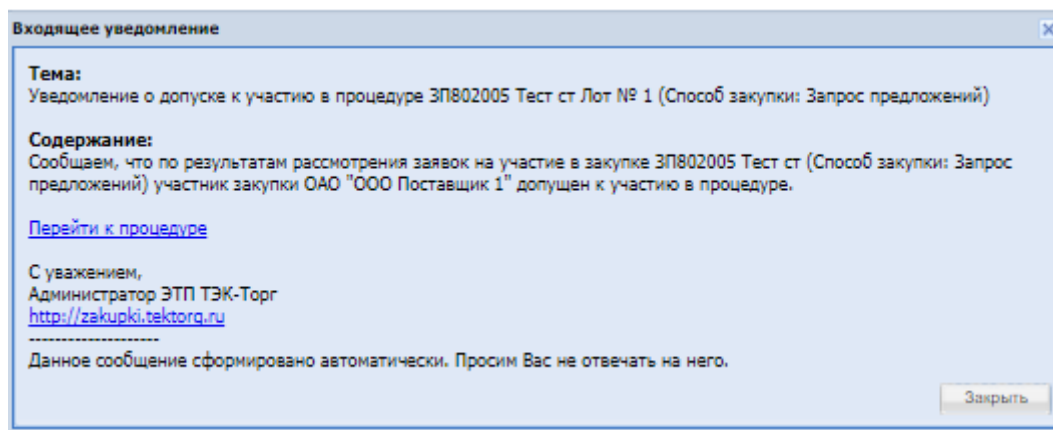 Входящее уведомление
Тема:
Уведомление о допуске к участию в процедуре ЗП802005 Тест ст Лот № 1 (Способ закупки: Запрос предложений)
Содержание:
Сообщаем, что по результатам рассмотрения заявок на участие в закупке ЗП802005 Тест ст (Способ закупки: Запрос
предложений) участник закупки ОАО "ООО Поставщик 1" допущен к участию в процедуре.
Перейти к процедуре
С уважением,
Администратор ЭТП ТЭК-Торг
http://zakupki.tektorg.ru
--------------------
Данное сообщение сформировано автоматически. Просим Вас не отвечать на него.
Закрыть